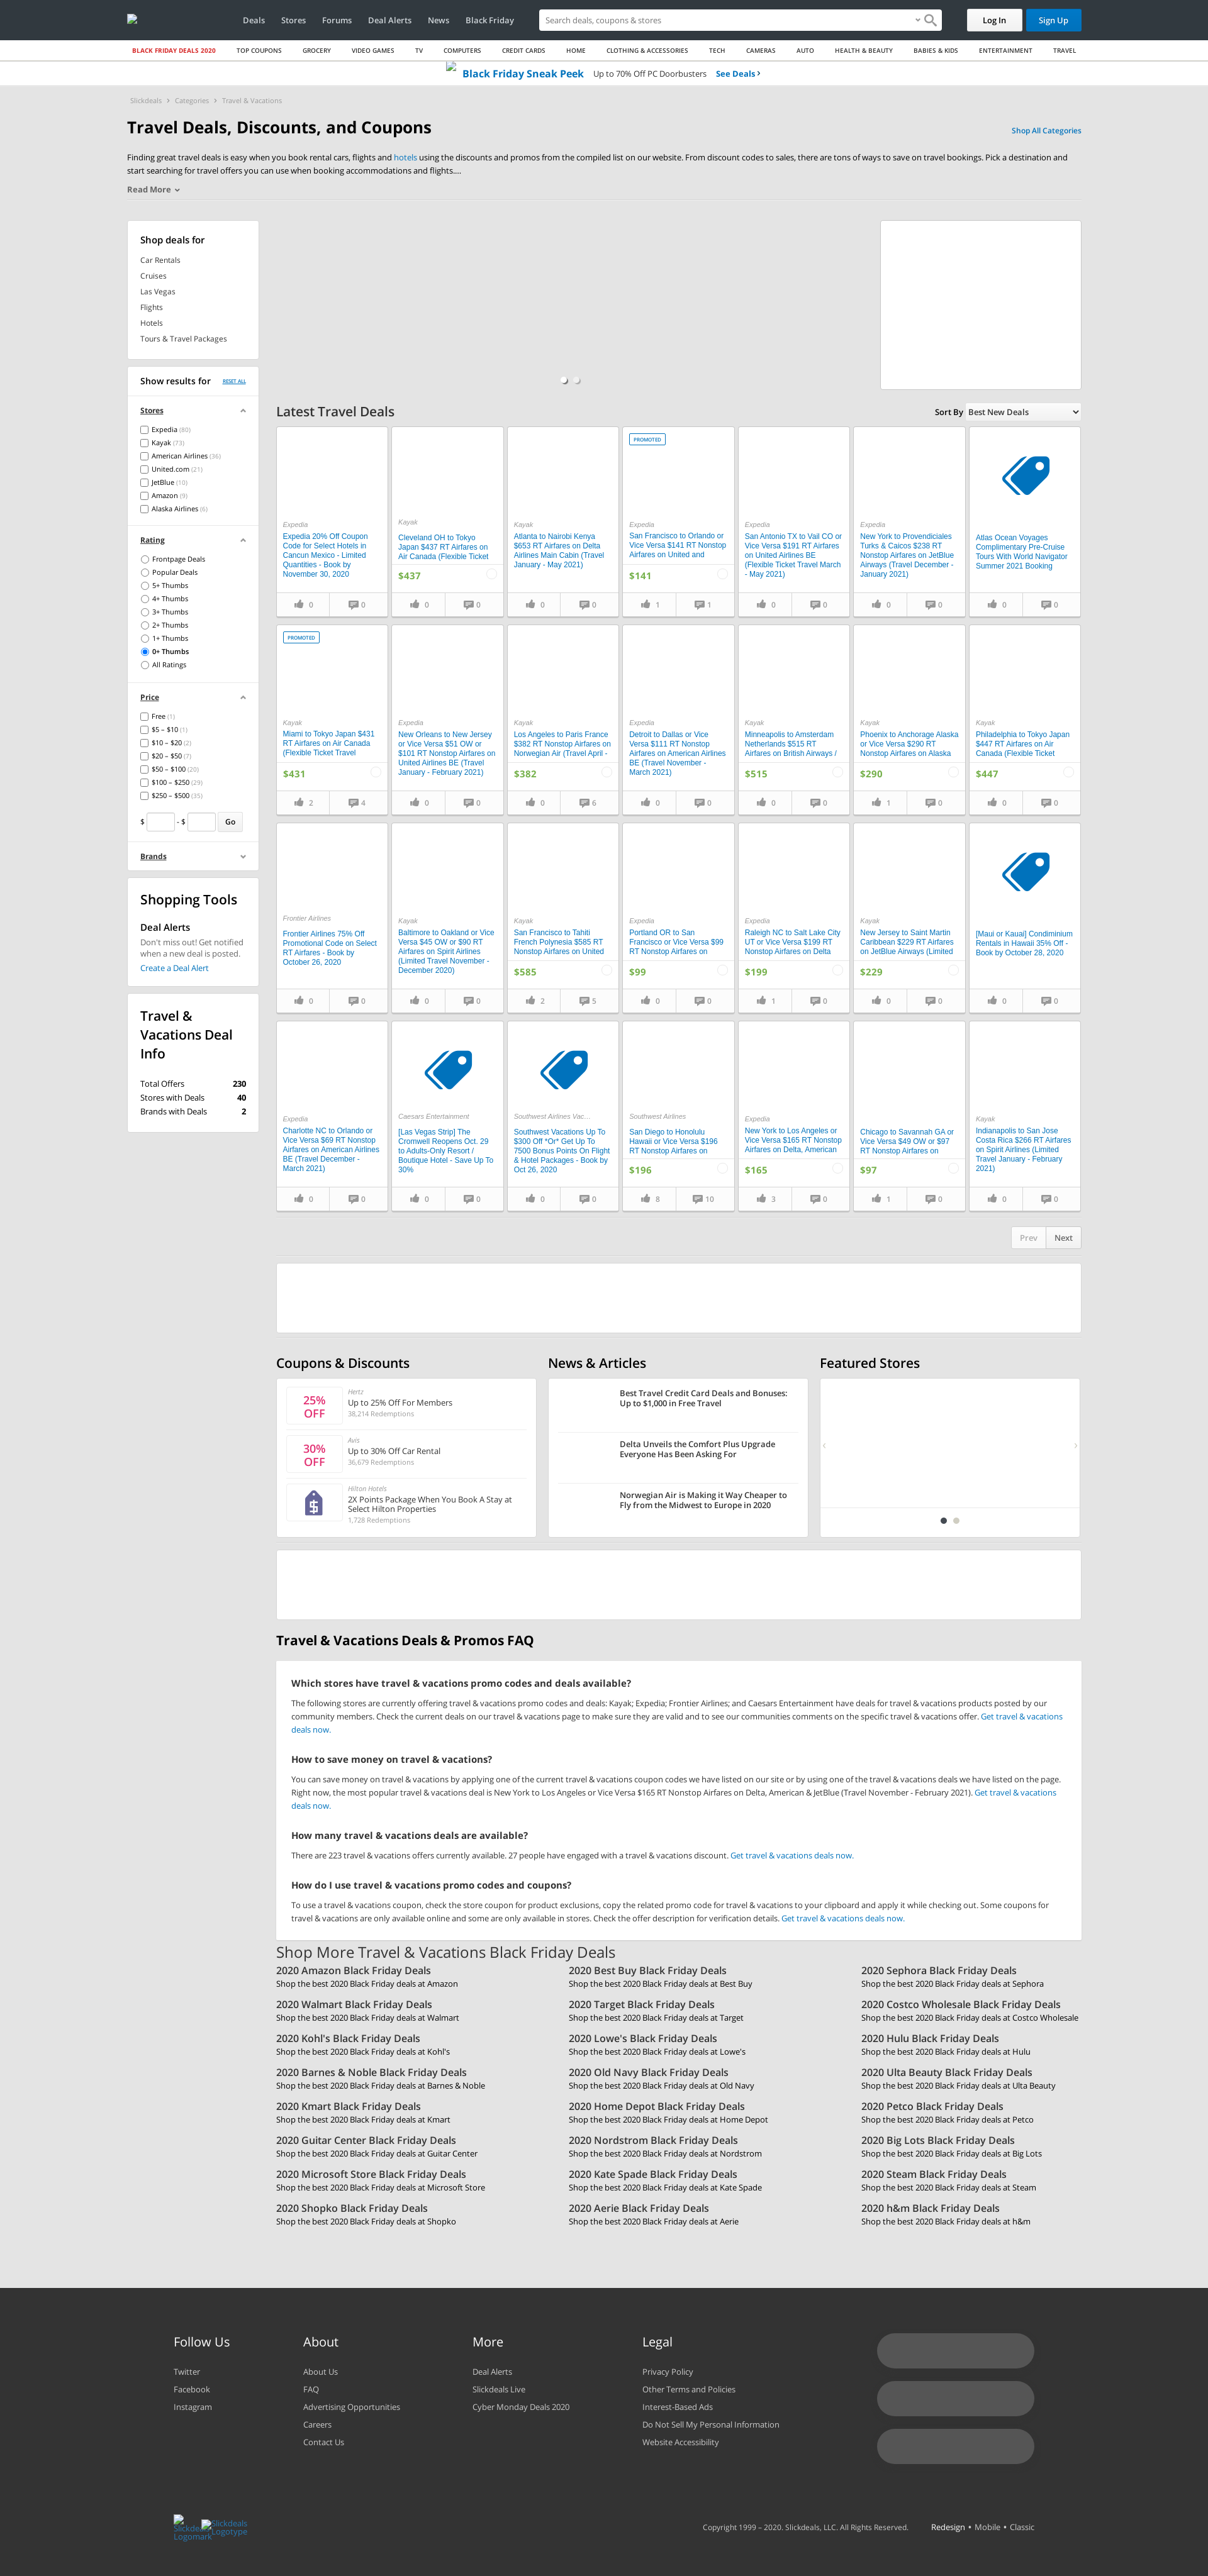 Deals Stores Forums Deal Alerts News Black Friday
Search deals, coupons & stores
Log In Sign Up
BLACK FRIDAY DEALS 2020 TOP COUPONS GROCERY VIDEO GAMES TV COMPUTERS CREDIT CARDS HOME CLOTHING & ACCESSORIES TECH CAMERAS AUTO HEALTH & BEAUTY BABIES & KIDS ENTERTAINMENT TRAVEL
Black Friday Sneak Peek Up to 70% Off PC Doorbusters See Deals ›
Slickdeals › Categories › Travel & Vacations
Travel Deals, Discounts, and Coupons
Shop All Categories
Finding great travel deals is easy when you book rental cars, flights and hotels using the discounts and promos from the compiled list on our website. From discount codes to sales, there are tons of ways to save on travel bookings. Pick a destination and
start searching for travel offers you can use when booking accommodations and flights....
Read More
Shop deals for
Car Rentals
Cruises
Las Vegas
Flights
Hotels
Tours & Travel Packages
Show results for RESET ALL
Stores
Expedia (80)
Kayak (73)
American Airlines (36)
United.com (21)
JetBlue (10)
Amazon (9)
Alaska Airlines (6)
Rating
Frontpage Deals
Popular Deals
5+ Thumbs
4+ Thumbs
3+ Thumbs
2+ Thumbs
1+ Thumbs
0+ Thumbs
All Ratings
Price
Free (1)
$5 – $10 (1)
$10 – $20 (2)
$20 – $50 (7)
$50 – $100 (20)
$100 – $250 (29)
$250 – $500 (35)
$ - $ Go
Brands
Shopping Tools
Deal Alerts
Don't miss out! Get notified
when a new deal is posted.
Create a Deal Alert
Travel &
Vacations Deal
Info
Total Offers 230
Stores with Deals 40
Brands with Deals 2
Latest Travel Deals
Sort By Best New Deals
Expedia
Expedia 20% Off Coupon
Code for Select Hotels in
Cancun Mexico - Limited
Quantities - Book by
November 30, 2020
0 0
Kayak
Cleveland OH to Tokyo
Japan $437 RT Airfares on
Air Canada (Flexible Ticket
$437
0 0
Kayak
Atlanta to Nairobi Kenya
$653 RT Airfares on Delta
Airlines Main Cabin (Travel
January - May 2021)
0 0
PROMOTED
Expedia
San Francisco to Orlando or
Vice Versa $141 RT Nonstop
Airfares on United and
$141
1 1
Expedia
San Antonio TX to Vail CO or
Vice Versa $191 RT Airfares
on United Airlines BE
(Flexible Ticket Travel March
- May 2021)
0 0
Expedia
New York to Provendiciales
Turks & Caicos $238 RT
Nonstop Airfares on JetBlue
Airways (Travel December -
January 2021)
0 0
Atlas Ocean Voyages
Complimentary Pre-Cruise
Tours With World Navigator
Summer 2021 Booking
0 0
PROMOTED
Kayak
Miami to Tokyo Japan $431
RT Airfares on Air Canada
(Flexible Ticket Travel
$431
2 4
Expedia
New Orleans to New Jersey
or Vice Versa $51 OW or
$101 RT Nonstop Airfares on
United Airlines BE (Travel
January - February 2021)
0 0
Kayak
Los Angeles to Paris France
$382 RT Nonstop Airfares on
Norwegian Air (Travel April -
$382
0 6
Expedia
Detroit to Dallas or Vice
Versa $111 RT Nonstop
Airfares on American Airlines
BE (Travel November -
March 2021)
0 0
Kayak
Minneapolis to Amsterdam
Netherlands $515 RT
Airfares on British Airways /
$515
0 0
Kayak
Phoenix to Anchorage Alaska
or Vice Versa $290 RT
Nonstop Airfares on Alaska
$290
1 0
Kayak
Philadelphia to Tokyo Japan
$447 RT Airfares on Air
Canada (Flexible Ticket
$447
0 0
Frontier Airlines
Frontier Airlines 75% Off
Promotional Code on Select
RT Airfares - Book by
October 26, 2020
0 0
Kayak
Baltimore to Oakland or Vice
Versa $45 OW or $90 RT
Airfares on Spirit Airlines
(Limited Travel November -
December 2020)
0 0
Kayak
San Francisco to Tahiti
French Polynesia $585 RT
Nonstop Airfares on United
$585
2 5
Expedia
Portland OR to San
Francisco or Vice Versa $99
RT Nonstop Airfares on
$99
0 0
Expedia
Raleigh NC to Salt Lake City
UT or Vice Versa $199 RT
Nonstop Airfares on Delta
$199
1 0
Kayak
New Jersey to Saint Martin
Caribbean $229 RT Airfares
on JetBlue Airways (Limited
$229
0 0
[Maui or Kauai] Condiminium
Rentals in Hawaii 35% Off -
Book by October 28, 2020
0 0
Expedia
Charlotte NC to Orlando or
Vice Versa $69 RT Nonstop
Airfares on American Airlines
BE (Travel December -
March 2021)
0 0
Caesars Entertainment
[Las Vegas Strip] The
Cromwell Reopens Oct. 29
to Adults-Only Resort /
Boutique Hotel - Save Up To
30%
0 0
Southwest Airlines Vac...
Southwest Vacations Up To
$300 Off *Or* Get Up To
7500 Bonus Points On Flight
& Hotel Packages - Book by
Oct 26, 2020
0 0
Southwest Airlines
San Diego to Honolulu
Hawaii or Vice Versa $196
RT Nonstop Airfares on
$196
8 10
Expedia
New York to Los Angeles or
Vice Versa $165 RT Nonstop
Airfares on Delta, American
$165
3 0
Chicago to Savannah GA or
Vice Versa $49 OW or $97
RT Nonstop Airfares on
$97
1 0
Kayak
Indianapolis to San Jose
Costa Rica $266 RT Airfares
on Spirit Airlines (Limited
Travel January - February
2021)
0 0
Prev Next
Coupons & Discounts
25%
OFF
Hertz
Up to 25% Off For Members
38,214 Redemptions
30%
OFF
Avis
Up to 30% Off Car Rental
36,679 Redemptions
Hilton Hotels
2X Points Package When You Book A Stay at
Select Hilton Properties
1,728 Redemptions
News & Articles
Best Travel Credit Card Deals and Bonuses:
Up to $1,000 in Free Travel
Delta Unveils the Comfort Plus Upgrade
Everyone Has Been Asking For
Norwegian Air is Making it Way Cheaper to
Fly from the Midwest to Europe in 2020
Featured Stores
Travel & Vacations Deals & Promos FAQ
Which stores have travel & vacations promo codes and deals available?
The following stores are currently offering travel & vacations promo codes and deals: Kayak; Expedia; Frontier Airlines; and Caesars Entertainment have deals for travel & vacations products posted by our
community members. Check the current deals on our travel & vacations page to make sure they are valid and to see our communities comments on the specific travel & vacations offer. Get travel & vacations
deals now.
How to save money on travel & vacations?
You can save money on travel & vacations by applying one of the current travel & vacations coupon codes we have listed on our site or by using one of the travel & vacations deals we have listed on the page.
Right now, the most popular travel & vacations deal is New York to Los Angeles or Vice Versa $165 RT Nonstop Airfares on Delta, American & JetBlue (Travel November - February 2021). Get travel & vacations
deals now.
How many travel & vacations deals are available?
There are 223 travel & vacations offers currently available. 27 people have engaged with a travel & vacations discount. Get travel & vacations deals now.
How do I use travel & vacations promo codes and coupons?
To use a travel & vacations coupon, check the store coupon for product exclusions, copy the related promo code for travel & vacations to your clipboard and apply it while checking out. Some coupons for
travel & vacations are only available online and some are only available in stores. Check the offer description for verification details. Get travel & vacations deals now.
Shop More Travel & Vacations Black Friday Deals
2020 Amazon Black Friday Deals
Shop the best 2020 Black Friday deals at Amazon
2020 Best Buy Black Friday Deals
Shop the best 2020 Black Friday deals at Best Buy
2020 Sephora Black Friday Deals
Shop the best 2020 Black Friday deals at Sephora
2020 Walmart Black Friday Deals
Shop the best 2020 Black Friday deals at Walmart
2020 Target Black Friday Deals
Shop the best 2020 Black Friday deals at Target
2020 Costco Wholesale Black Friday Deals
Shop the best 2020 Black Friday deals at Costco Wholesale
2020 Kohl's Black Friday Deals
Shop the best 2020 Black Friday deals at Kohl's
2020 Lowe's Black Friday Deals
Shop the best 2020 Black Friday deals at Lowe's
2020 Hulu Black Friday Deals
Shop the best 2020 Black Friday deals at Hulu
2020 Barnes & Noble Black Friday Deals
Shop the best 2020 Black Friday deals at Barnes & Noble
2020 Old Navy Black Friday Deals
Shop the best 2020 Black Friday deals at Old Navy
2020 Ulta Beauty Black Friday Deals
Shop the best 2020 Black Friday deals at Ulta Beauty
2020 Kmart Black Friday Deals
Shop the best 2020 Black Friday deals at Kmart
2020 Home Depot Black Friday Deals
Shop the best 2020 Black Friday deals at Home Depot
2020 Petco Black Friday Deals
Shop the best 2020 Black Friday deals at Petco
2020 Guitar Center Black Friday Deals
Shop the best 2020 Black Friday deals at Guitar Center
2020 Nordstrom Black Friday Deals
Shop the best 2020 Black Friday deals at Nordstrom
2020 Big Lots Black Friday Deals
Shop the best 2020 Black Friday deals at Big Lots
2020 Microsoft Store Black Friday Deals
Shop the best 2020 Black Friday deals at Microsoft Store
2020 Kate Spade Black Friday Deals
Shop the best 2020 Black Friday deals at Kate Spade
2020 Steam Black Friday Deals
Shop the best 2020 Black Friday deals at Steam
2020 Shopko Black Friday Deals
Shop the best 2020 Black Friday deals at Shopko
2020 Aerie Black Friday Deals
Shop the best 2020 Black Friday deals at Aerie
2020 h&m Black Friday Deals
Shop the best 2020 Black Friday deals at h&m
Follow Us
Twitter
Facebook
Instagram
About
About Us
FAQ
Advertising Opportunities
Careers
Contact Us
More
Deal Alerts
Slickdeals Live
Cyber Monday Deals 2020
Legal
Privacy Policy
Other Terms and Policies
Interest-Based Ads
Do Not Sell My Personal Information
Website Accessibility
Slickdeals
Logomark
Slickdeals
Logotype
Copyright 1999 – 2020. Slickdeals, LLC. All Rights Reserved.
Redesign • Mobile • Classic